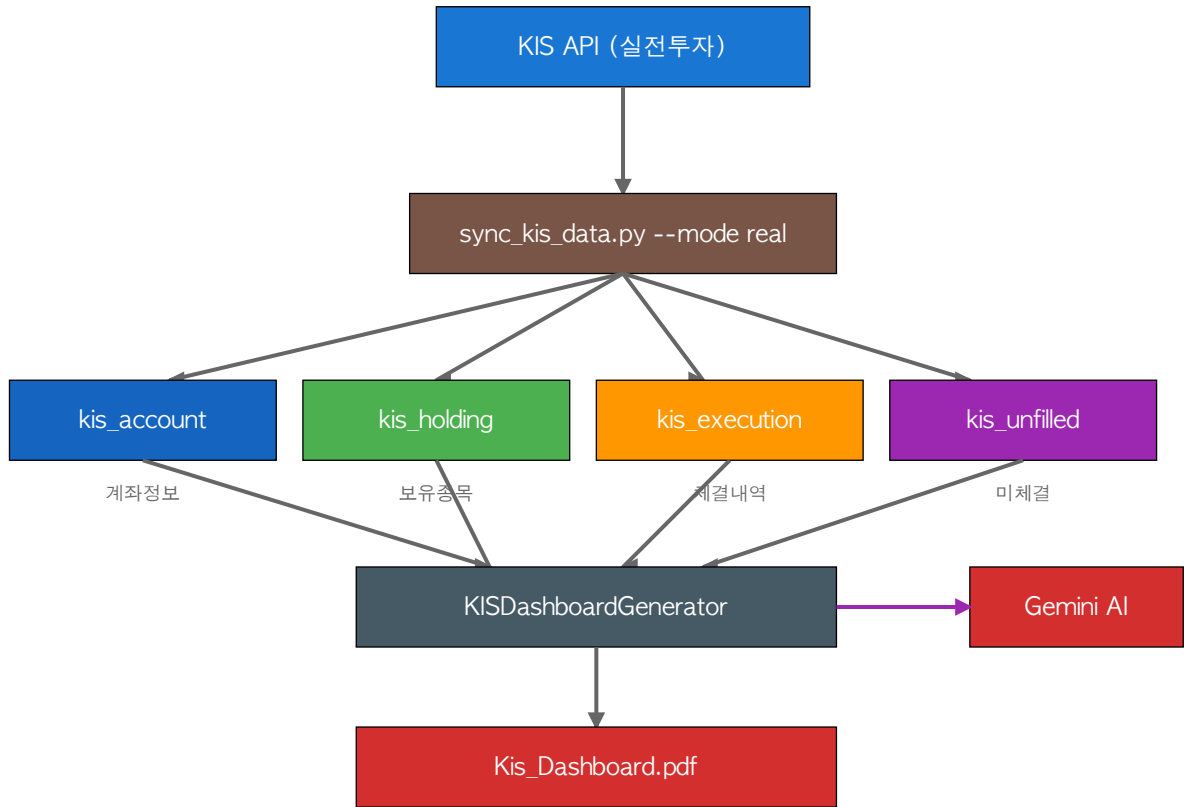 KIS API (실전투자)
sync_kis_data.py --mode real
kis_account
kis_holding
kis_execution
kis_unfilled
계좌정보
보유종목
체결내역
미체결
KISDashboardGenerator
Gemini AI
Kis_Dashboard.pdf